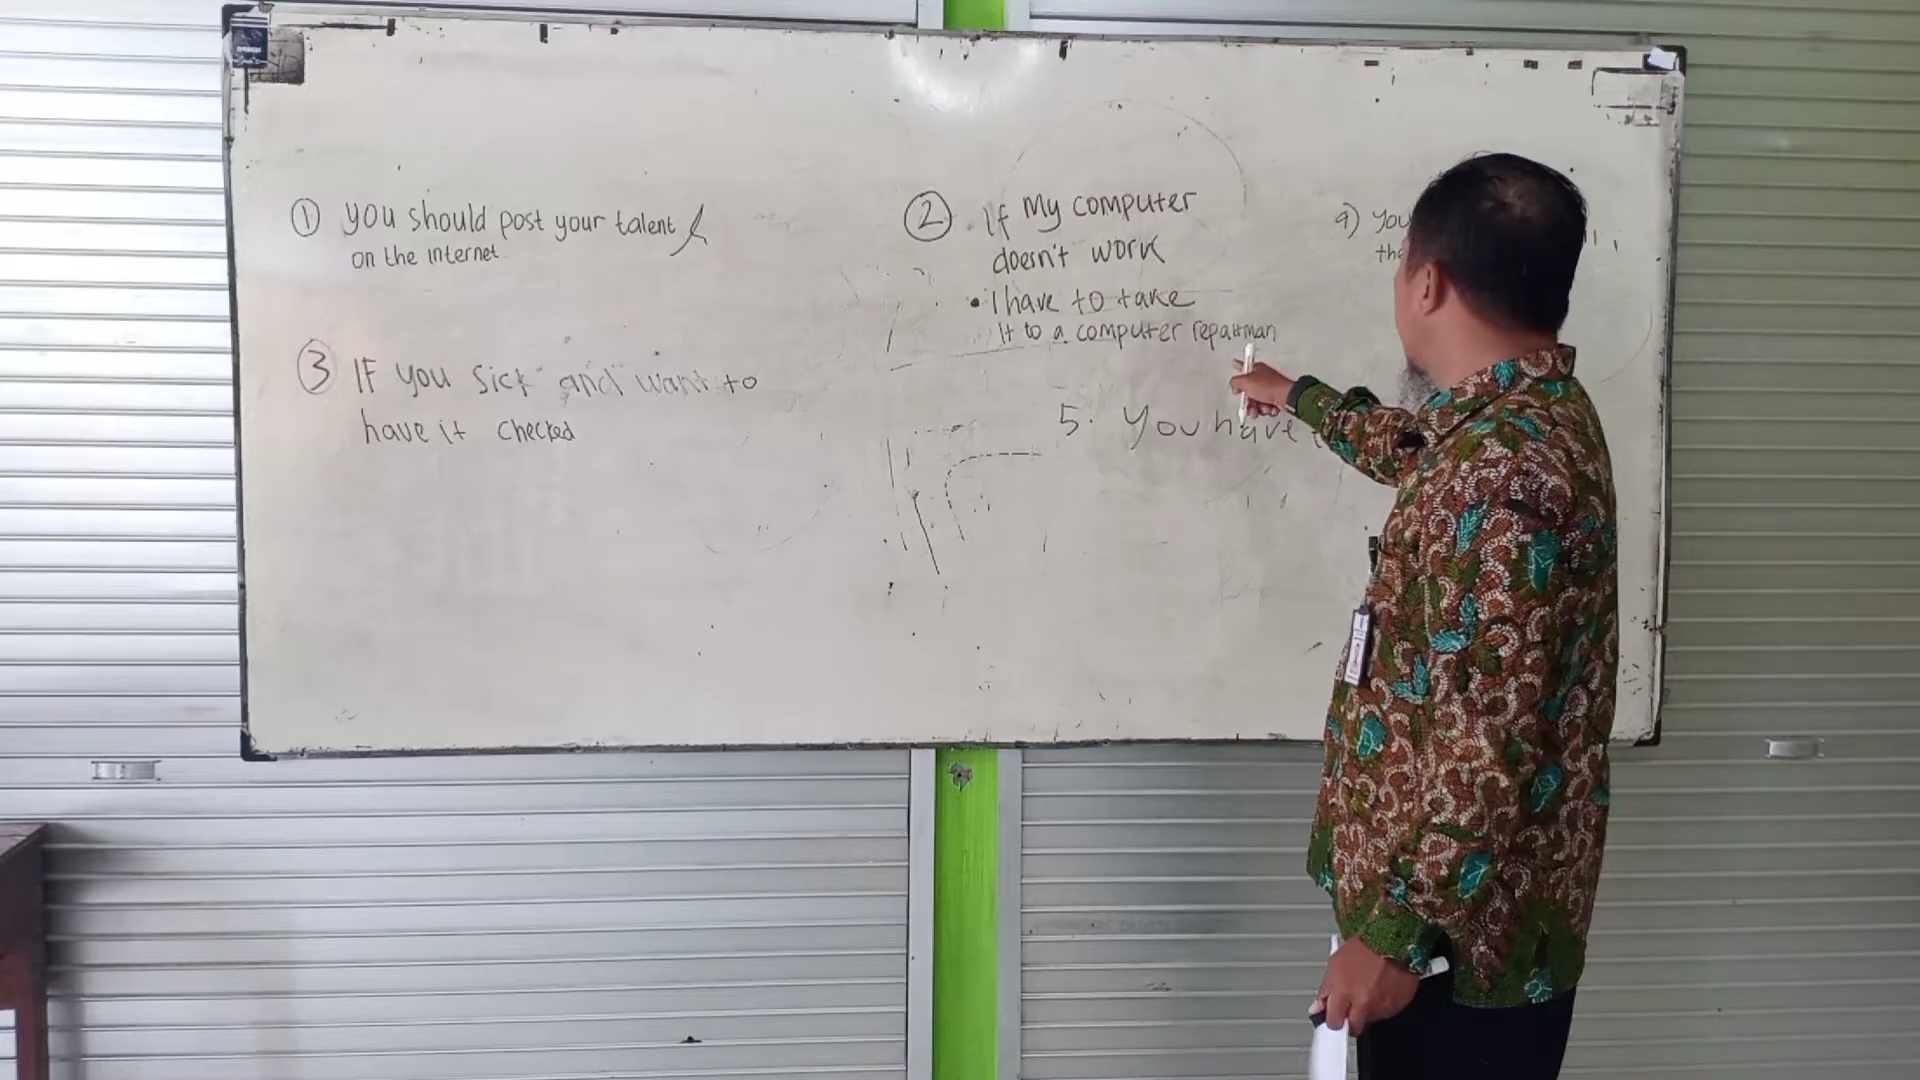 ① you should post your talent
on the internet
② If My computer
doesn't work
• I have to take
It to a computer repairman
③ IF you sick and want to
have it checked
4) you
5. You have